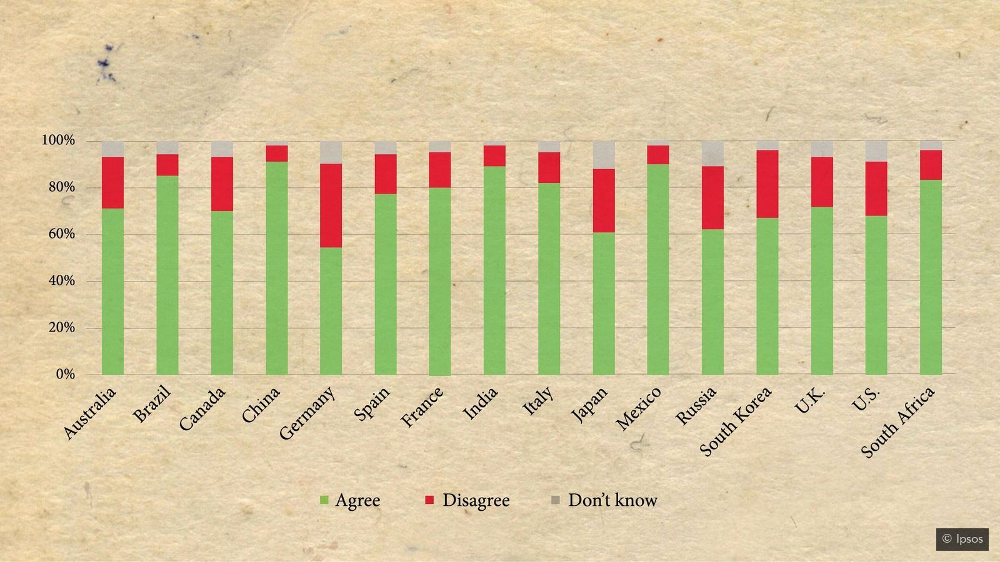 100%
80%
60%
40%
20%
0%
Australia
Brazil
Canada
China
Germany
Spain
France
India
Italy
Japan
Mexico
Russia
South Korea
U.K.
U.S.
South Africa
Agree
Disagree
Don’t know
© Ipsos